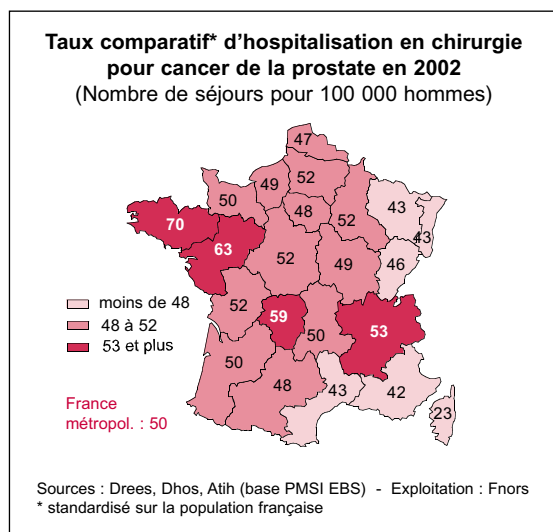 Taux comparatif* d'hospitalisation en chirurgie
pour cancer de la prostate en 2002
(Nombre de séjours pour 100 000 hommes)
47
49
52
50
48
52
43
43
70
63
52
49
46
52
59
50
53
50
48
43
42
23
moins de 48
48 à 52
53 et plus
France
métropol. : 50
Sources : Drees, Dhos, Atih (base PMSI EBS) - Exploitation : Fnors
* standardisé sur la population française